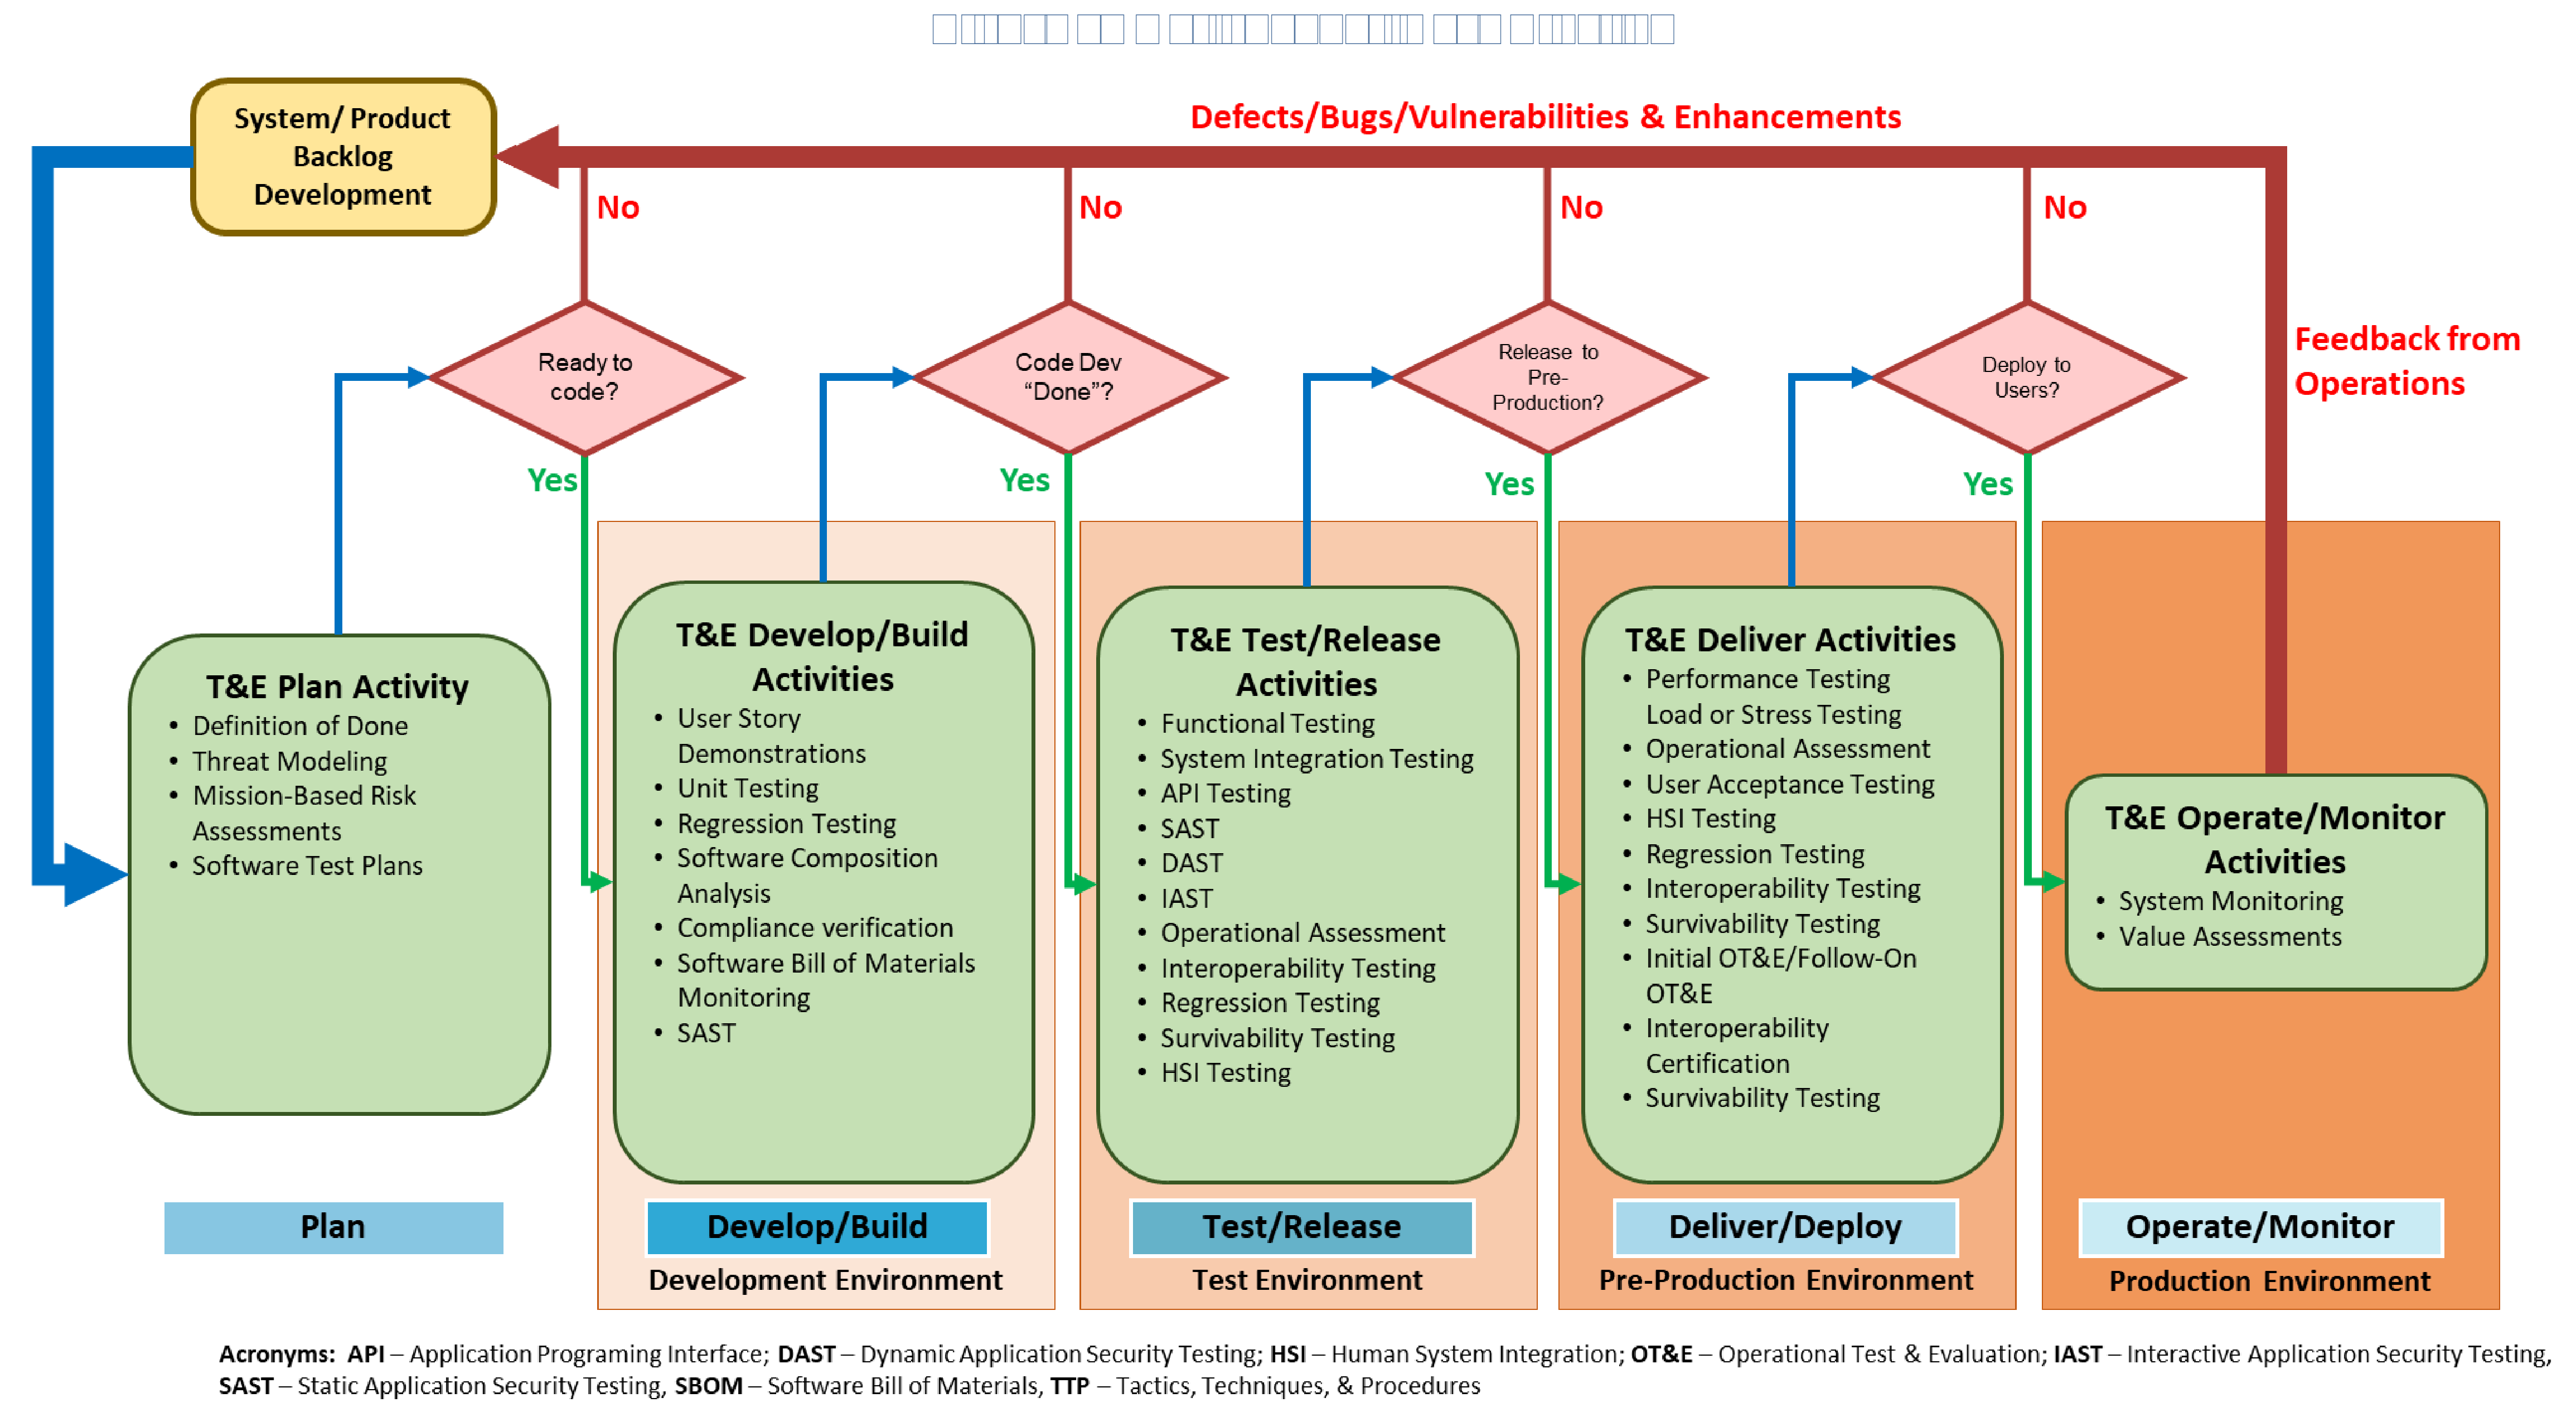 System/ Product
Backlog
Development
Defects/Bugs/Vulnerabilities & Enhancements
No
No
No
No
Feedback from
Operations
Ready to
code?
Code Dev
“Done”?
Release to
Pre-
Production?
Deploy to
Users?
Yes
Yes
Yes
Yes
T&E Plan Activity
• Definition of Done
• Threat Modeling
• Mission-Based Risk
Assessments
• Software Test Plans
T&E Develop/Build
Activities
• User Story
Demonstrations
• Unit Testing
• Regression Testing
• Software Composition
Analysis
• Compliance verification
• Software Bill of Materials
Monitoring
• SAST
T&E Test/Release
Activities
• Functional Testing
• System Integration Testing
• API Testing
• SAST
• DAST
• IAST
• Operational Assessment
• Interoperability Testing
• Regression Testing
• Survivability Testing
• HSI Testing
T&E Deliver Activities
• Performance Testing
Load or Stress Testing
• Operational Assessment
• User Acceptance Testing
• HSI Testing
• Regression Testing
• Interoperability Testing
• Survivability Testing
• Initial OT&E/Follow-On
OT&E
• Interoperability
Certification
• Survivability Testing
T&E Operate/Monitor
Activities
• System Monitoring
• Value Assessments
Plan
Develop/Build
Test/Release
Deliver/Deploy
Operate/Monitor
Development Environment
Test Environment
Pre-Production Environment
Production Environment
Acronyms: API – Application Programing Interface; DAST – Dynamic Application Security Testing; HSI – Human System Integration; OT&E – Operational Test & Evaluation; IAST – Interactive Application Security Testing,
SAST – Static Application Security Testing, SBOM – Software Bill of Materials, TTP – Tactics, Techniques, & Procedures